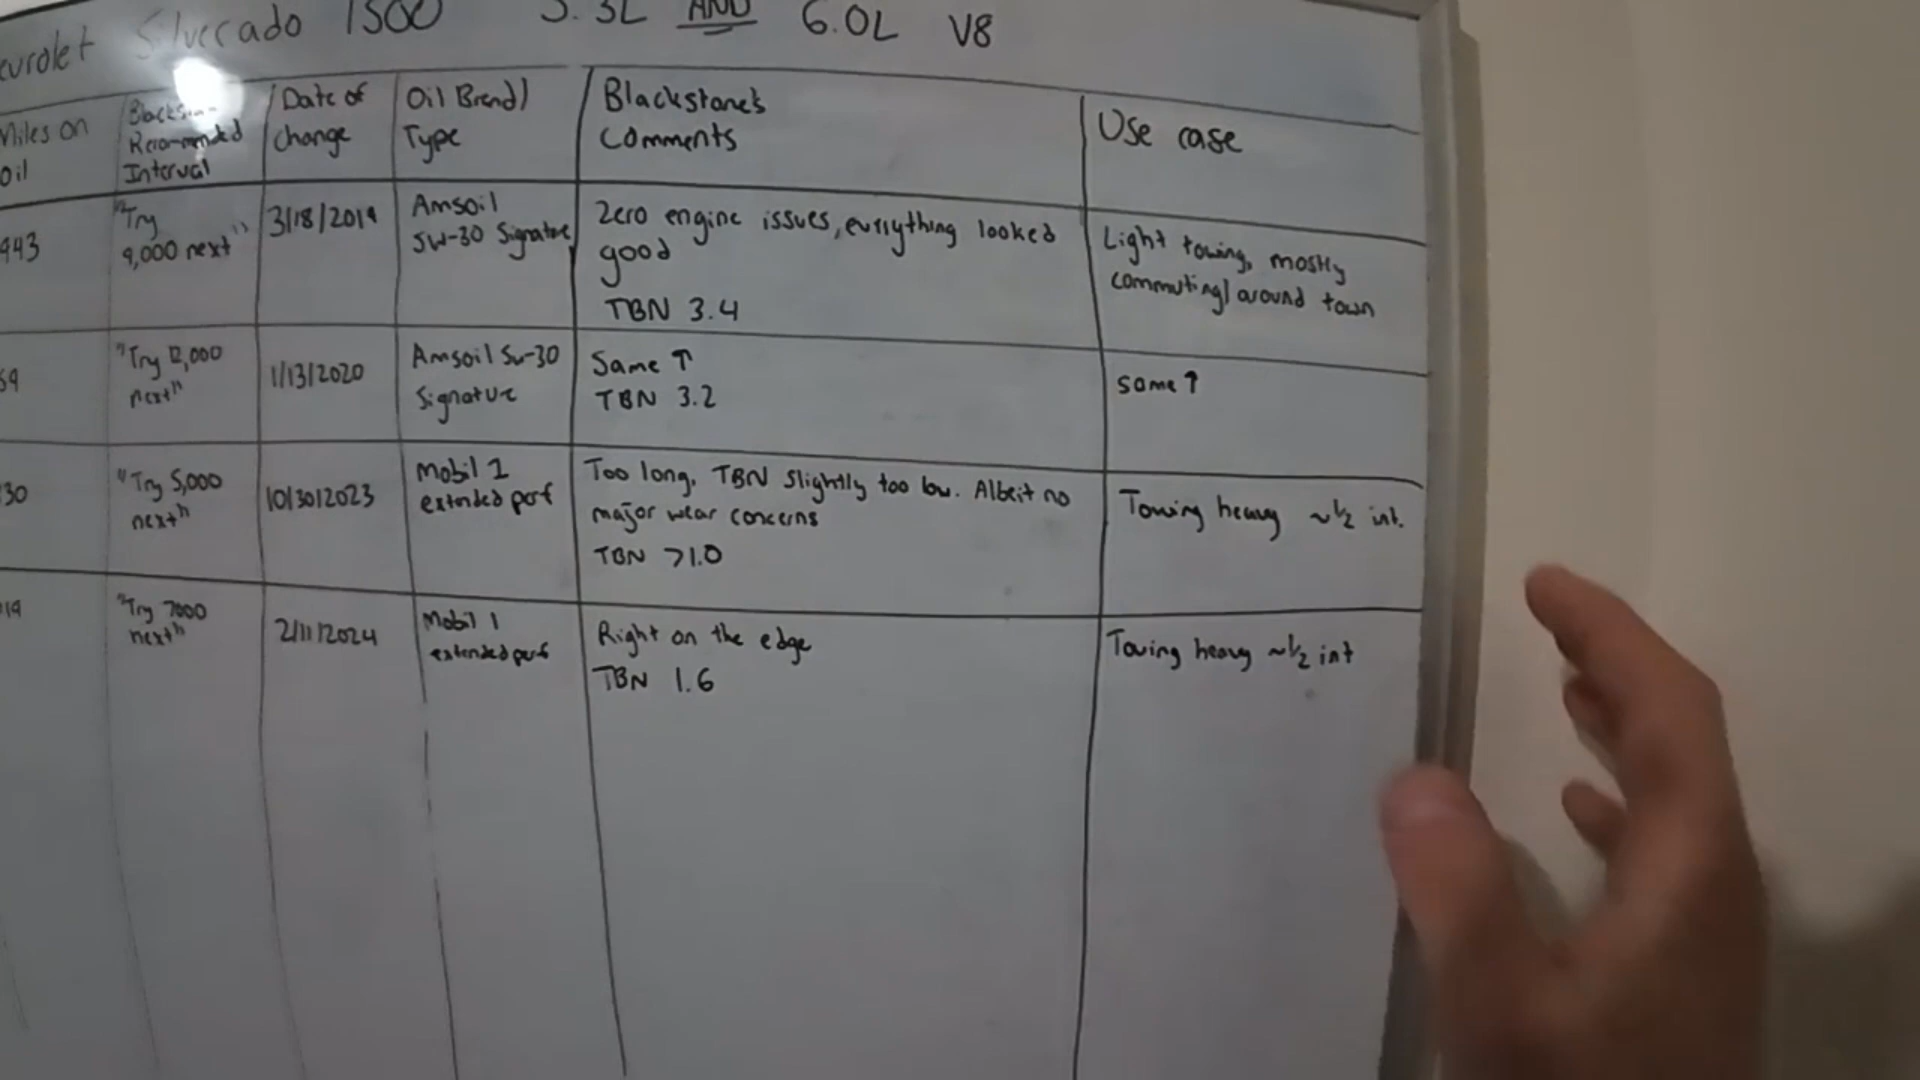 evrolet Silverado 1500 5.3L AND 6.0L V8
Miles on
oil
Recommended
Interval
Date of
change
Oil Brand/
Type
Blackstone's
Comments
Use case
443
"Try
9,000 next"
3/18/2019
Amsoil
5W-30 Signature
Zero engine issues, everything looked
good
TBN 3.4
Light towing, mostly
commuting/around town
59
"Try 12,000
next"
1/13/2020
Amsoil 5w-30
Signature
Same ↑
TBN 3.2
same ↑
30
"Try 5,000
next"
10/30/2023
Mobil 1
extended perf
Too long, TBN slightly too low. Albeit no
major wear concerns
TBN >1.0
Towing heavy ~1/2 int.
19
"Try 7000
next"
2/11/2024
Mobil 1
extended perf
Right on the edge
TBN 1.6
Towing heavy ~1/2 int